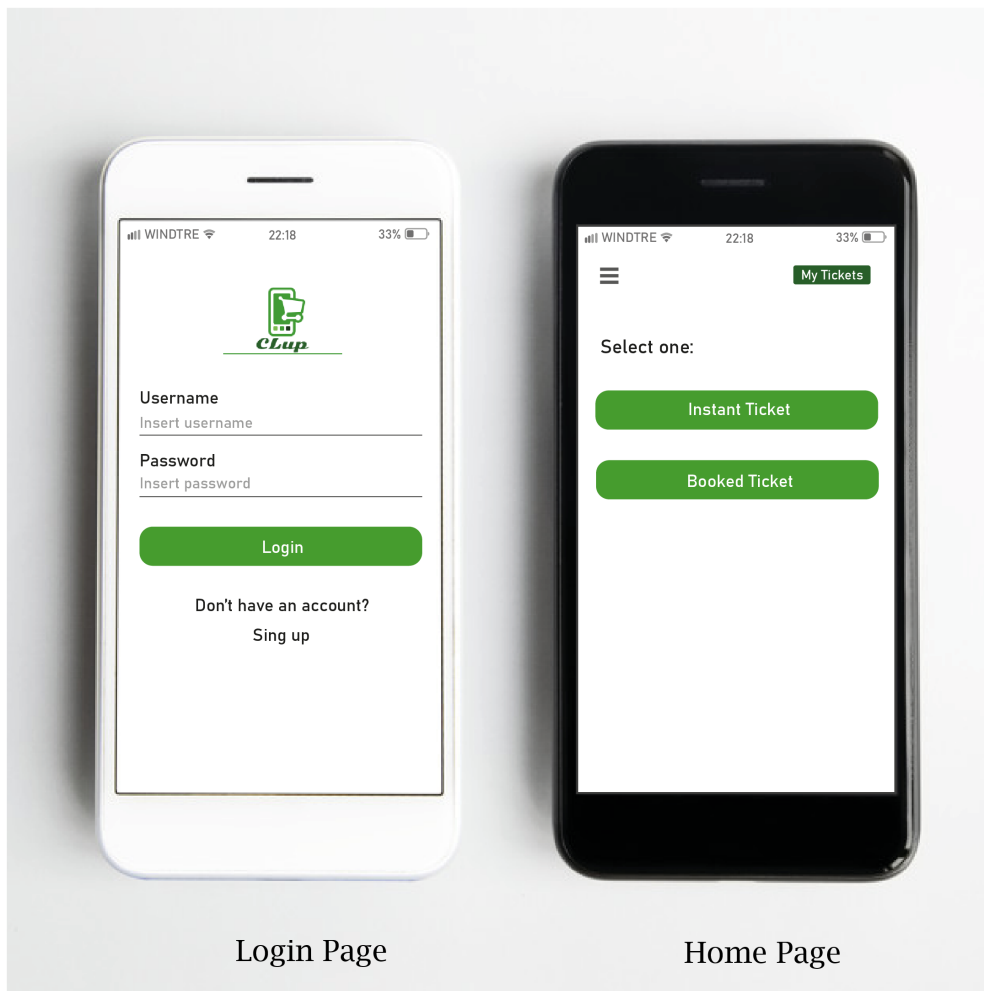 WINDTRE 22:18 33%
CLup
Username
Insert username
Password
Insert password
Login
Don't have an account?
Sing up
Login Page
WINDTRE 22:18 33%
My Tickets
Select one:
Instant Ticket
Booked Ticket
Home Page